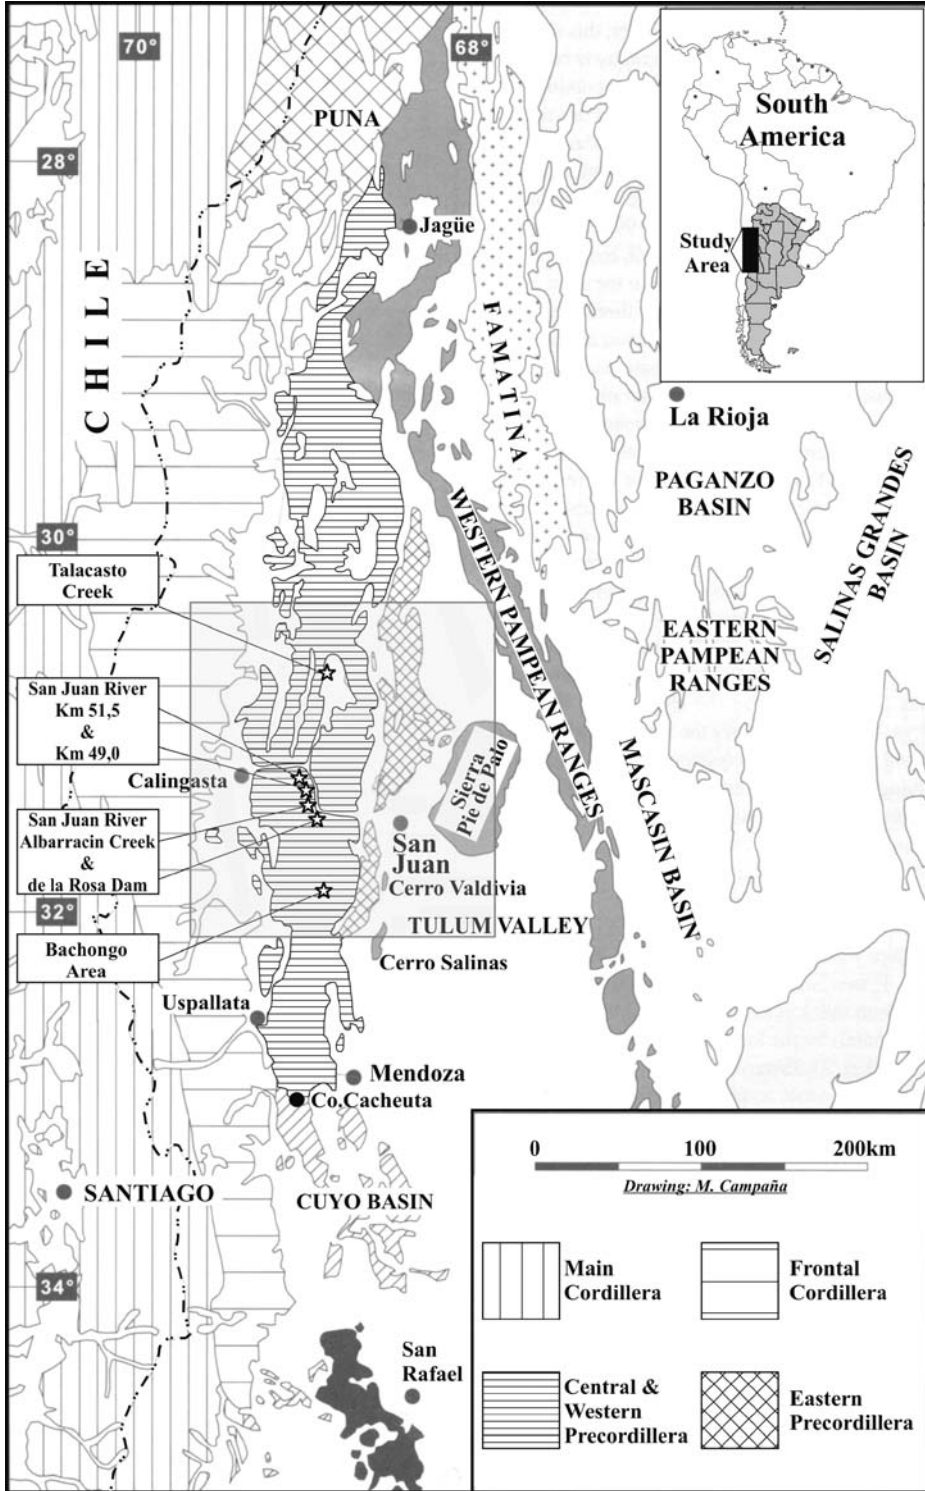 70°
68°
PUNA
28°
Jagüe
South
America
Study
Area
CHILE
FAMATINA
La Rioja
PAGANZO
BASIN
SALINAS GRANDES
BASIN
30°
WESTERN PAMPEAN RANGES
Talacasto
Creek
EASTERN
PAMPEAN
RANGES
San Juan River
Km 51,5
&
Km 49,0
Calingasta
Sierra
Pie de Palo
MASCASIN BASIN
San Juan River
Albarracin Creek
&
de la Rosa Dam
San
Juan
Cerro Valdivia
32°
TULUM VALLEY
Bachongo
Area
Cerro Salinas
Uspallata
Mendoza
Co.Cacheuta
SANTIAGO
CUYO BASIN
34°
San
Rafael
0 100 200km
Drawing: M. Campaña
Main
Cordillera
Frontal
Cordillera
Central &
Western
Precordillera
Eastern
Precordillera